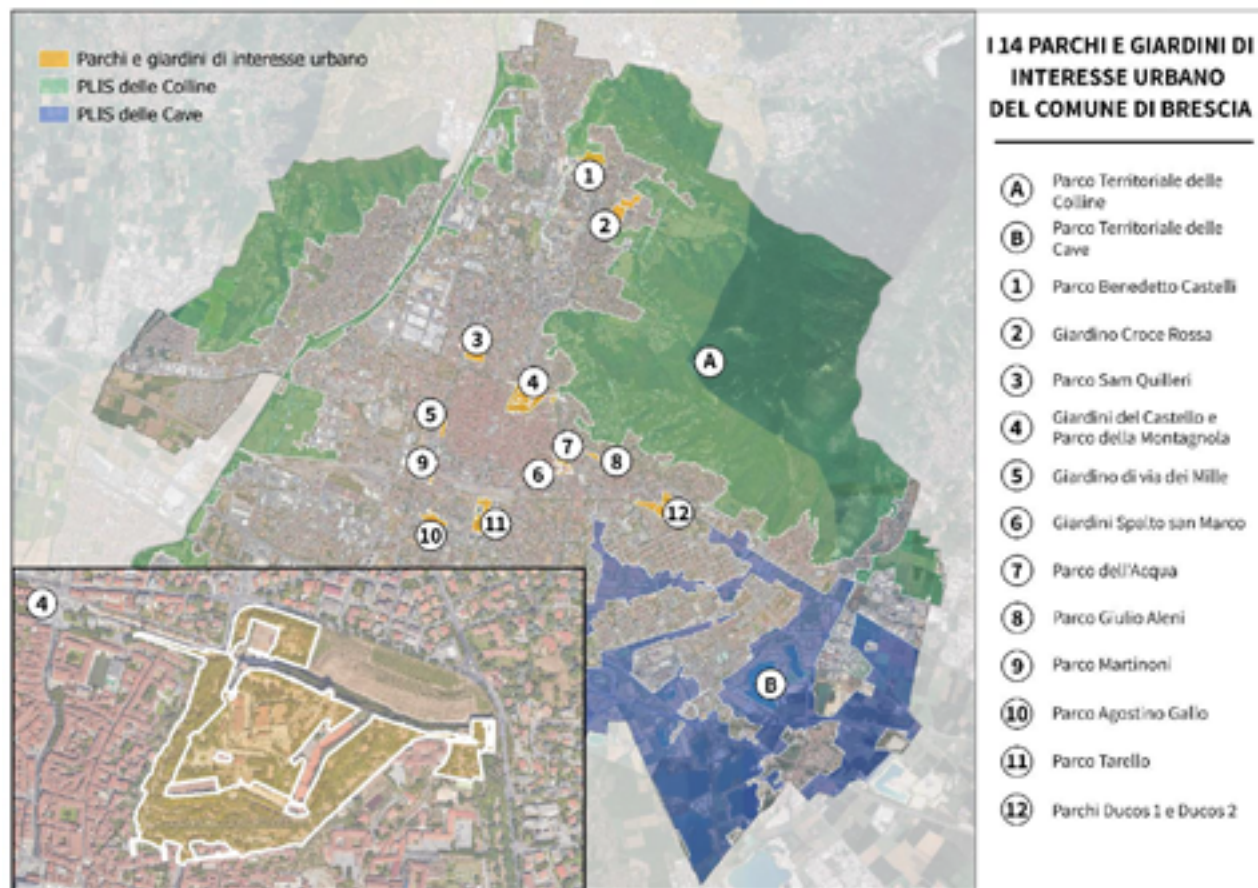 Parchi e giardini di interesse urbano
PLIS delle Colline
PLIS delle Cave
1
2
3
4
5
6
7
8
9
10
11
12
A
B
4
I 14 PARCHI E GIARDINI DI
INTERESSE URBANO
DEL COMUNE DI BRESCIA
A Parco Territoriale delle
Colline
B Parco Territoriale delle
Cave
1 Parco Benedetto Castelli
2 Giardino Croce Rossa
3 Parco Sam Quilleri
4 Giardini del Castello e
Parco della Montagnola
5 Giardino di via dei Mille
6 Giardini Spalto san Marco
7 Parco dell'Acqua
8 Parco Giulio Aleni
9 Parco Martinoni
10 Parco Agostino Gallo
11 Parco Tarello
12 Parchi Ducos 1 e Ducos 2